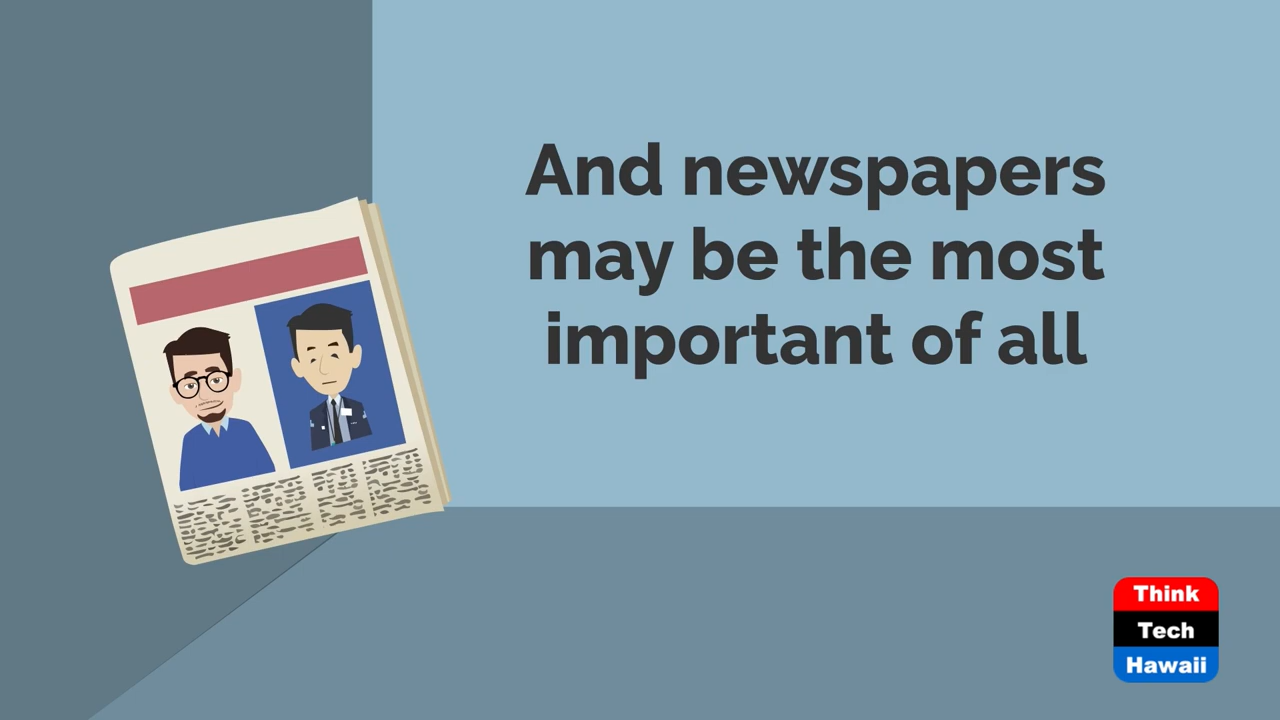 And newspapers
may be the most
important of all
Think
Tech
Hawaii